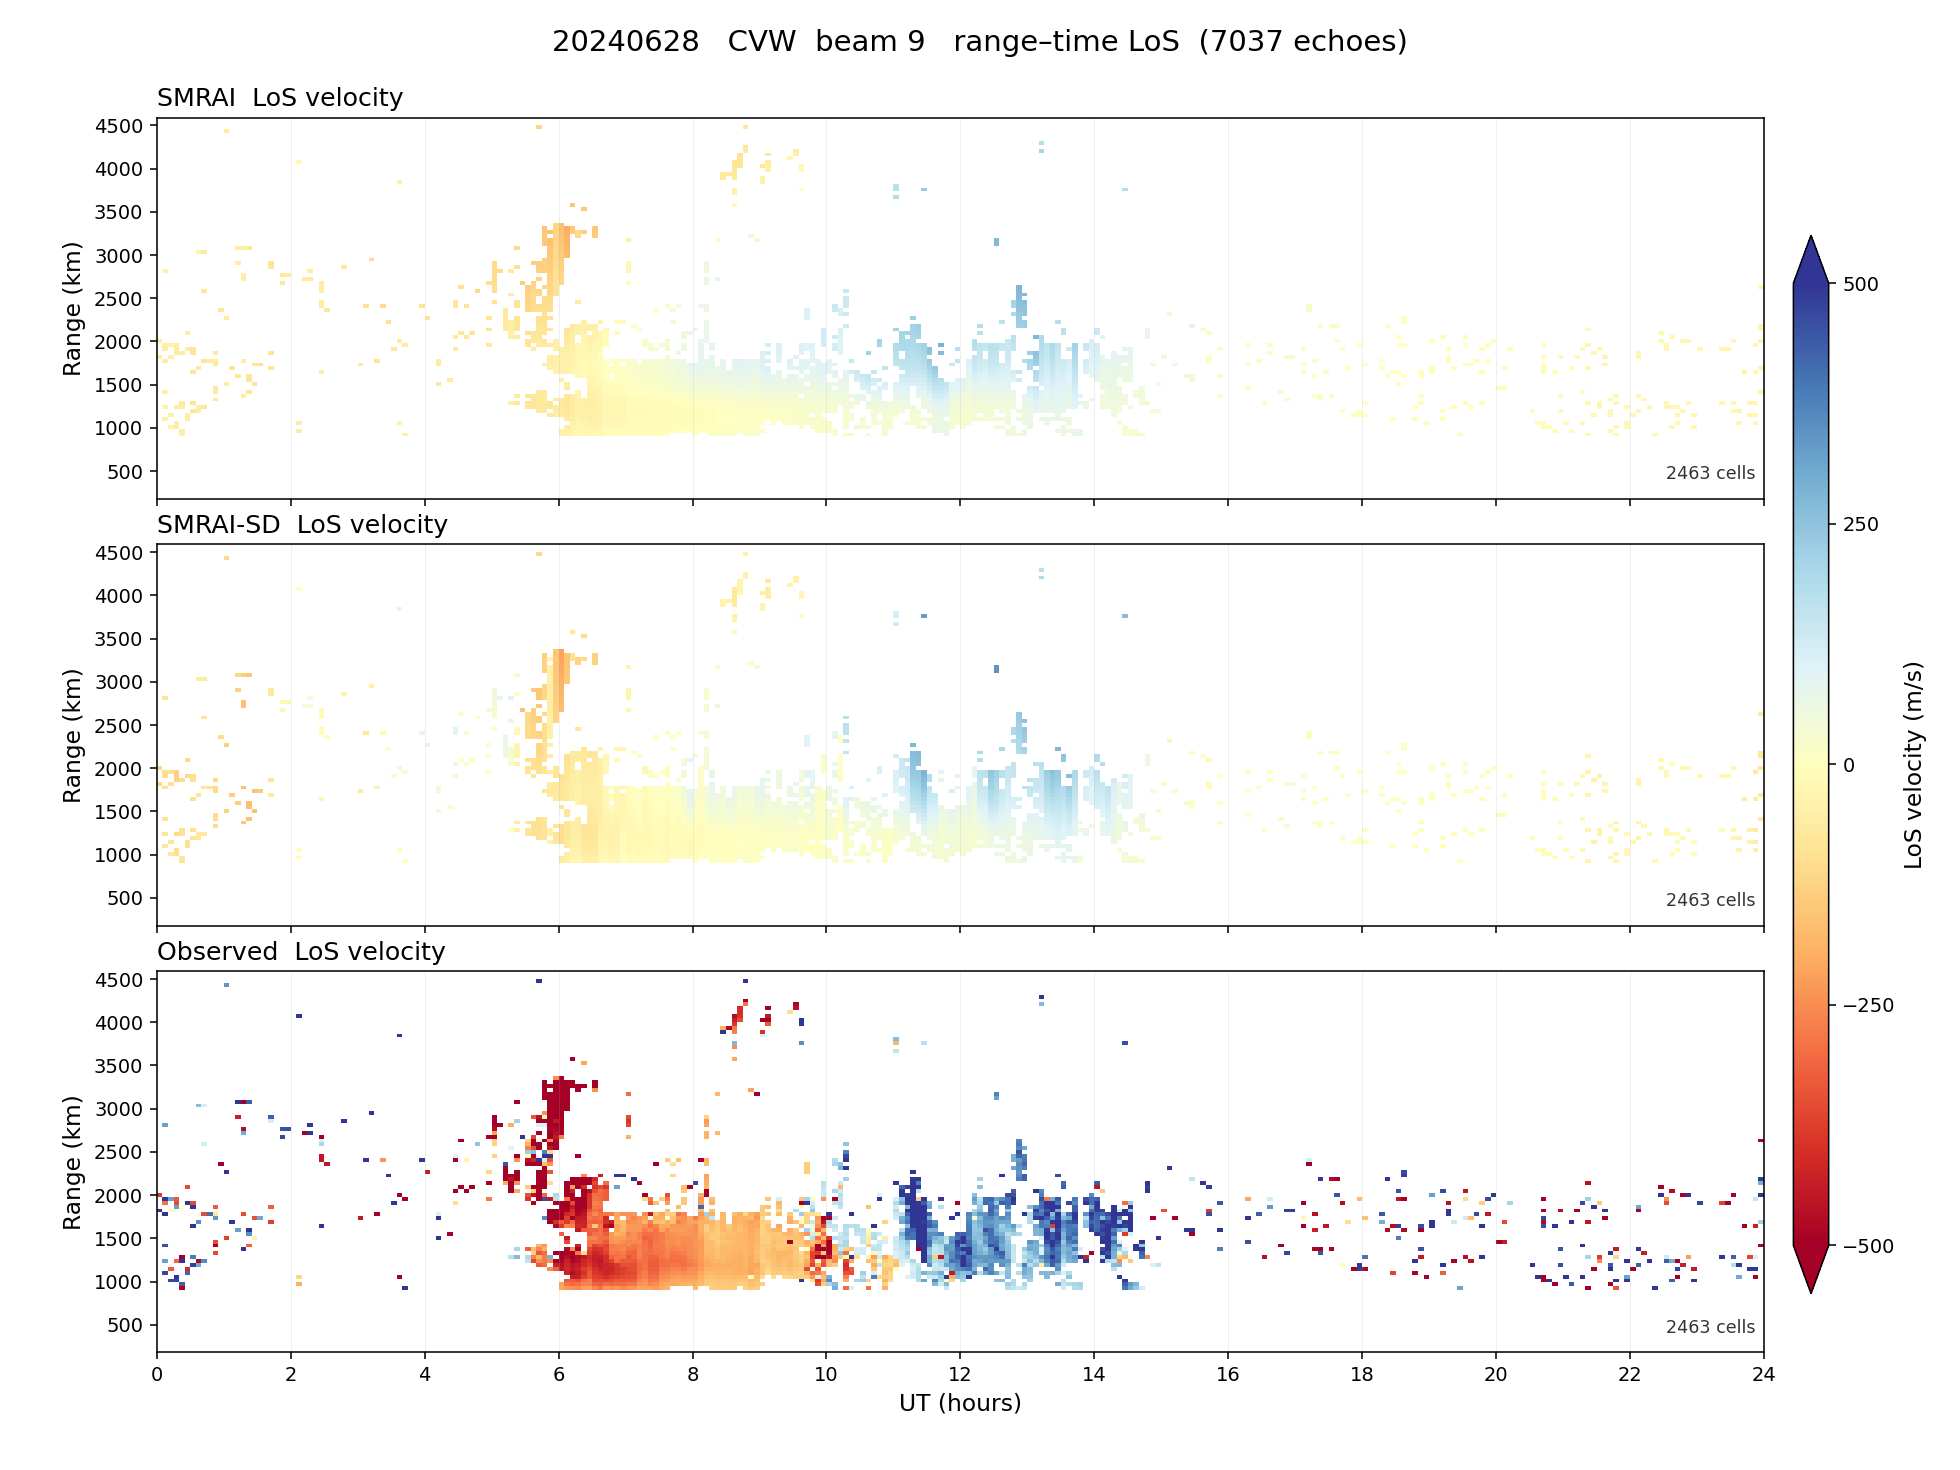 20240628   CVW  beam 9   range–time LoS  (7037 echoes)
SMRAI  LoS velocity
4500
4000
3500
3000
2500
2000
1500
1000
500
Range (km)
2463 cells
SMRAI-SD  LoS velocity
4500
4000
3500
3000
2500
2000
1500
1000
500
Range (km)
2463 cells
Observed  LoS velocity
4500
4000
3500
3000
2500
2000
1500
1000
500
Range (km)
2463 cells
0 2 4 6 8 10 12 14 16 18 20 22 24
UT (hours)
500
250
0
−250
−500
LoS velocity (m/s)